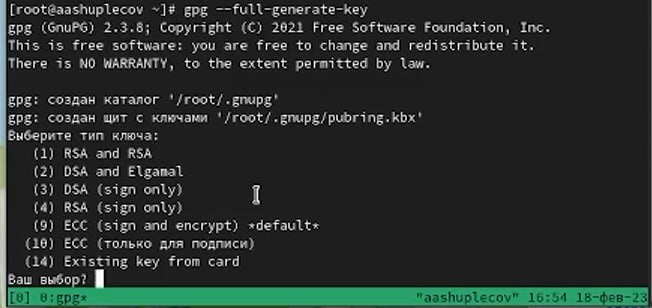 [root@aashuplecov ~]# gpg --full-generate-key
gpg (GnuPG) 2.3.8; Copyright (C) 2021 Free Software Foundation, Inc.
This is free software: you are free to change and redistribute it.
There is NO WARRANTY, to the extent permitted by law.
gpg: создан каталог '/root/.gnupg'
gpg: создан щит с ключами '/root/.gnupg/pubring.kbx'
Выберите тип ключа:
(1) RSA and RSA
(2) DSA and Elgamal
(3) DSA (sign only)
(4) RSA (sign only)
(9) ECC (sign and encrypt) *default*
(10) ECC (только для подписи)
(14) Existing key from card
Ваш выбор?
[0] 0:gpg* "aashuplecov" 16:54 18-фев-23